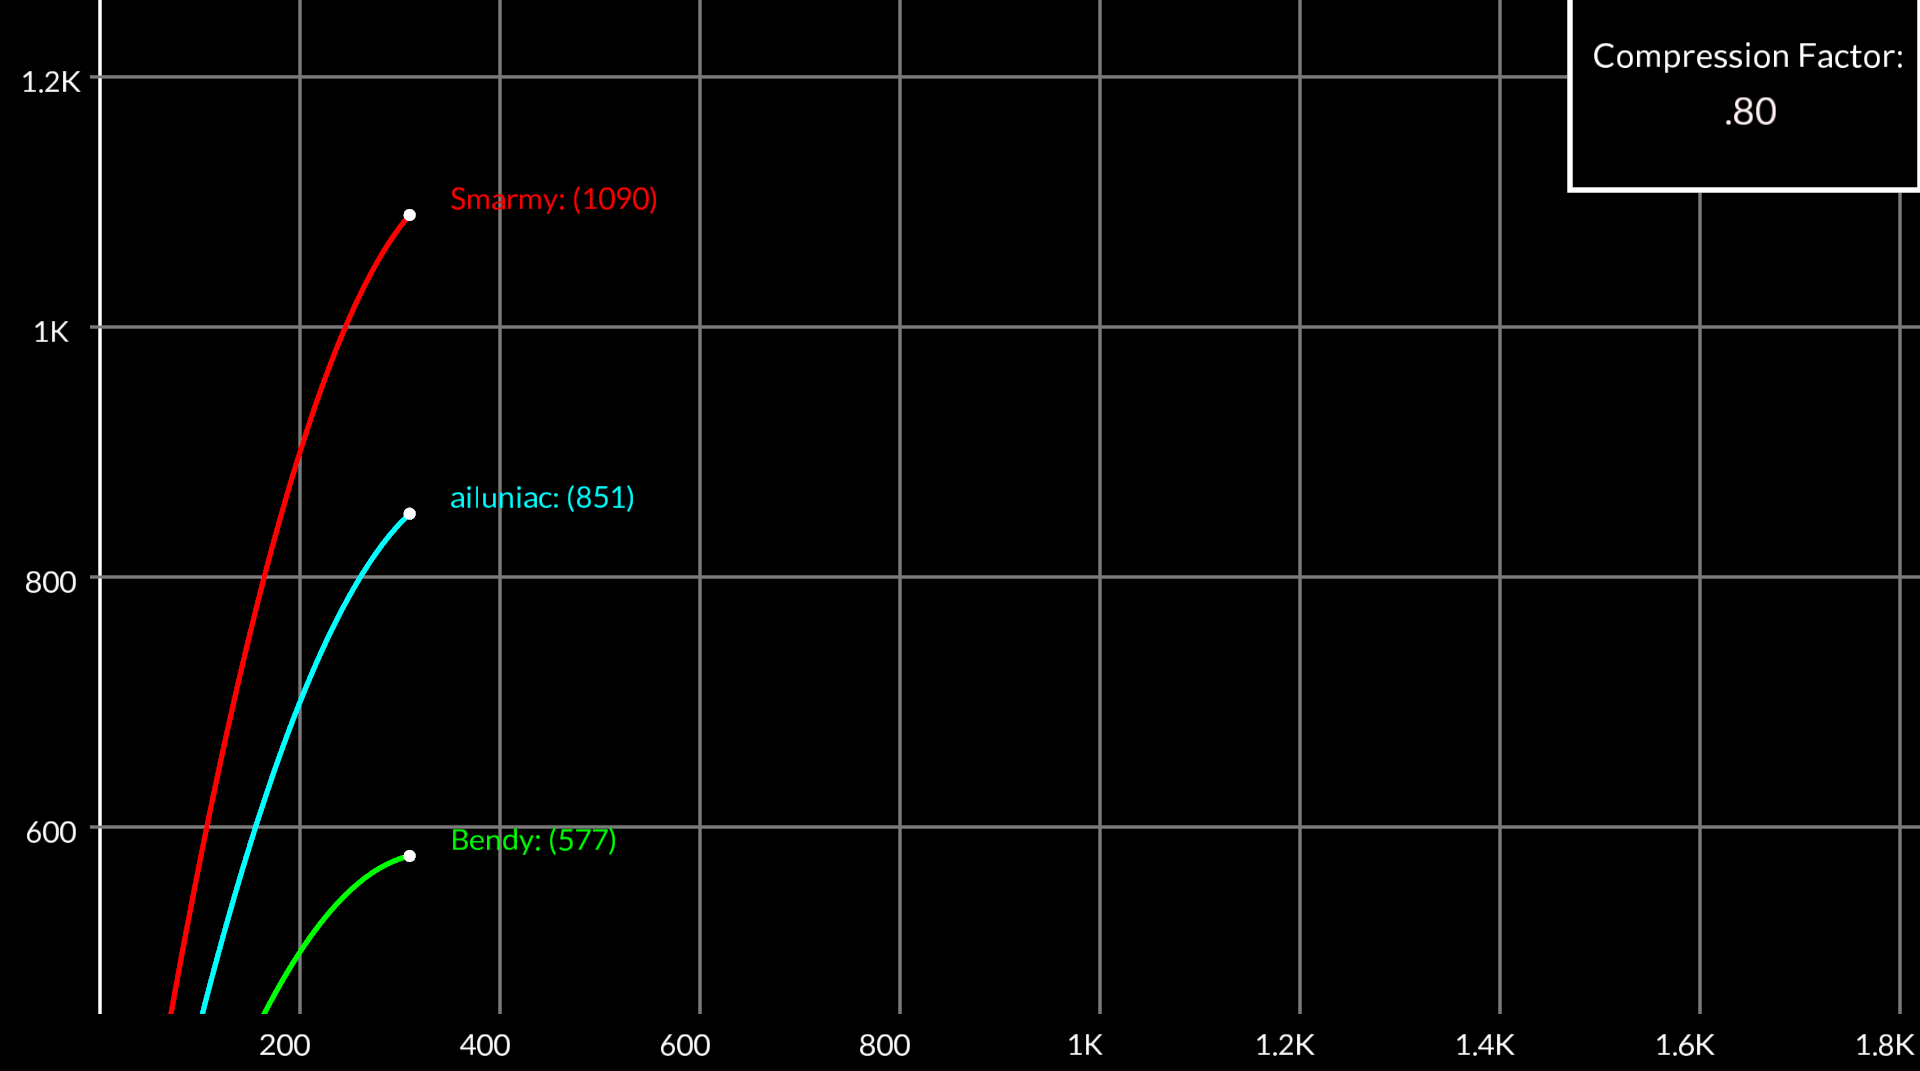 Compression Factor:
.80
1.2K
Smarmy: (1090)
1K
ailuniac: (851)
800
Bendy: (577)
600
200 400 600 800 1K 1.2K 1.4K 1.6K 1.8K